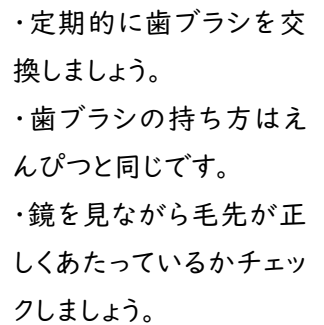 ・定期的に歯ブラシを交
換しましょう。
・歯ブラシの持ち方はえ
んぴつと同じです。
・鏡を見ながら毛先が正
しくあたっているかチェッ
クしましょう。